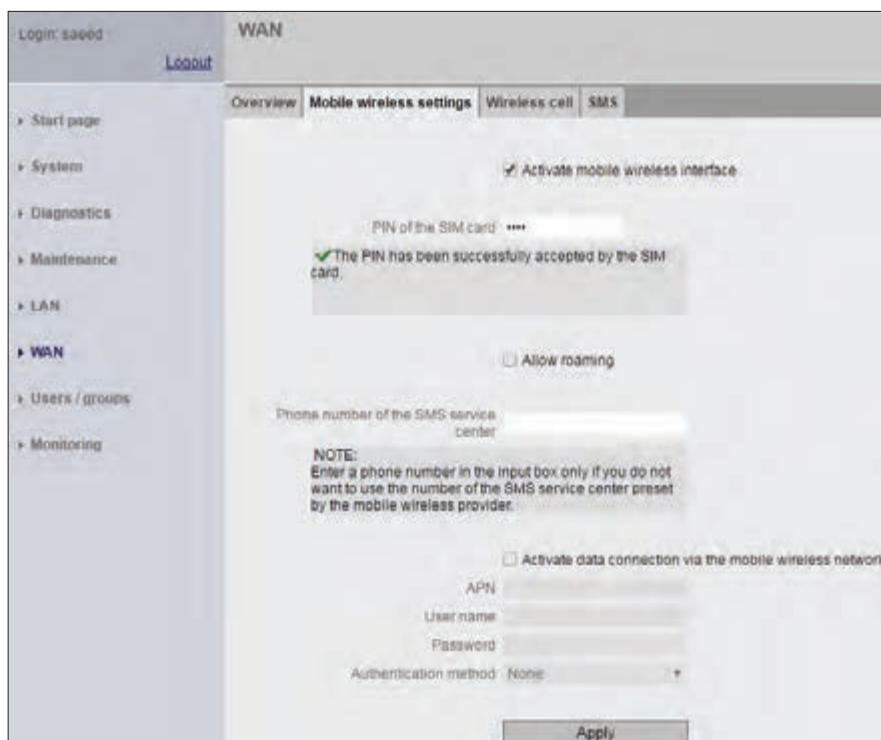 Login: saeed
Logout
WAN
Overview
Mobile wireless settings
Wireless cell
SMS
Start page
System
Diagnostics
Maintenance
LAN
WAN
Users / groups
Monitoring
Activate mobile wireless interface
PIN of the SIM card ••••
The PIN has been successfully accepted by the SIM
card.
Allow roaming
Phone number of the SMS service
center
NOTE:
Enter a phone number in the input box only if you do not
want to use the number of the SMS service center preset
by the mobile wireless provider.
Activate data connection via the mobile wireless network
APN
User name
Password
Authentication method None
Apply